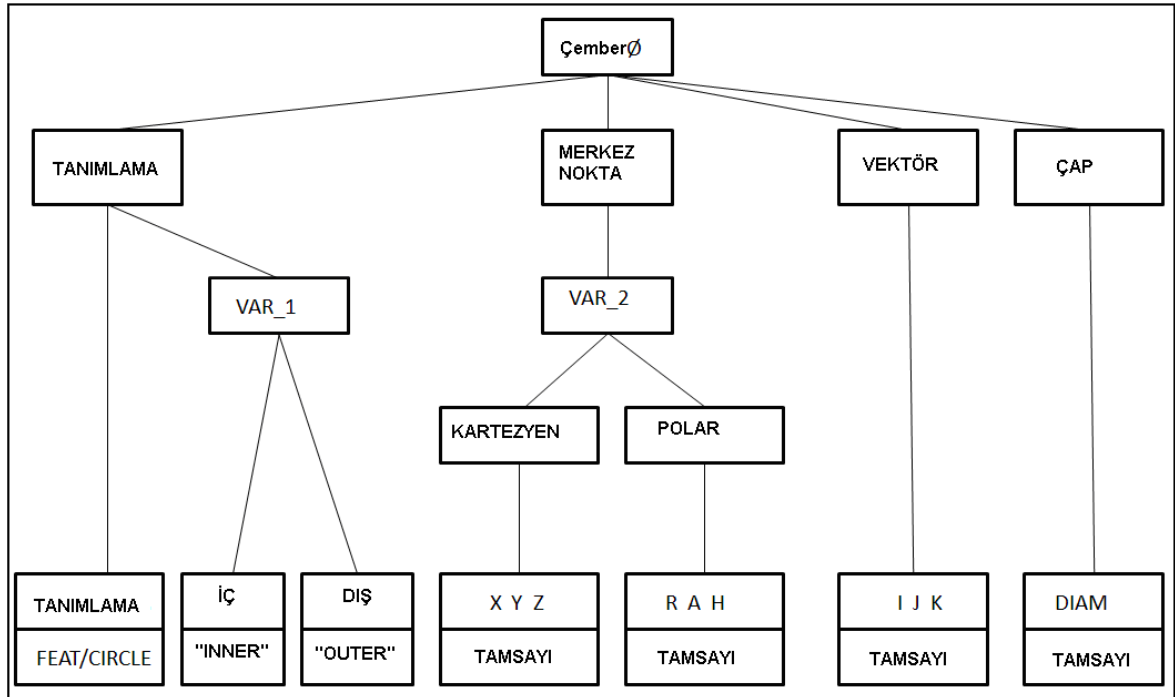 ÇemberØ
TANIMLAMA
MERKEZ
NOKTA
VEKTÖR
ÇAP
VAR_1
VAR_2
KARTEZYEN
POLAR
TANIMLAMA
İÇ
DIŞ
X Y Z
R A H
I J K
DIAM
FEAT/CIRCLE
"INNER"
"OUTER"
TAMSAYI
TAMSAYI
TAMSAYI
TAMSAYI